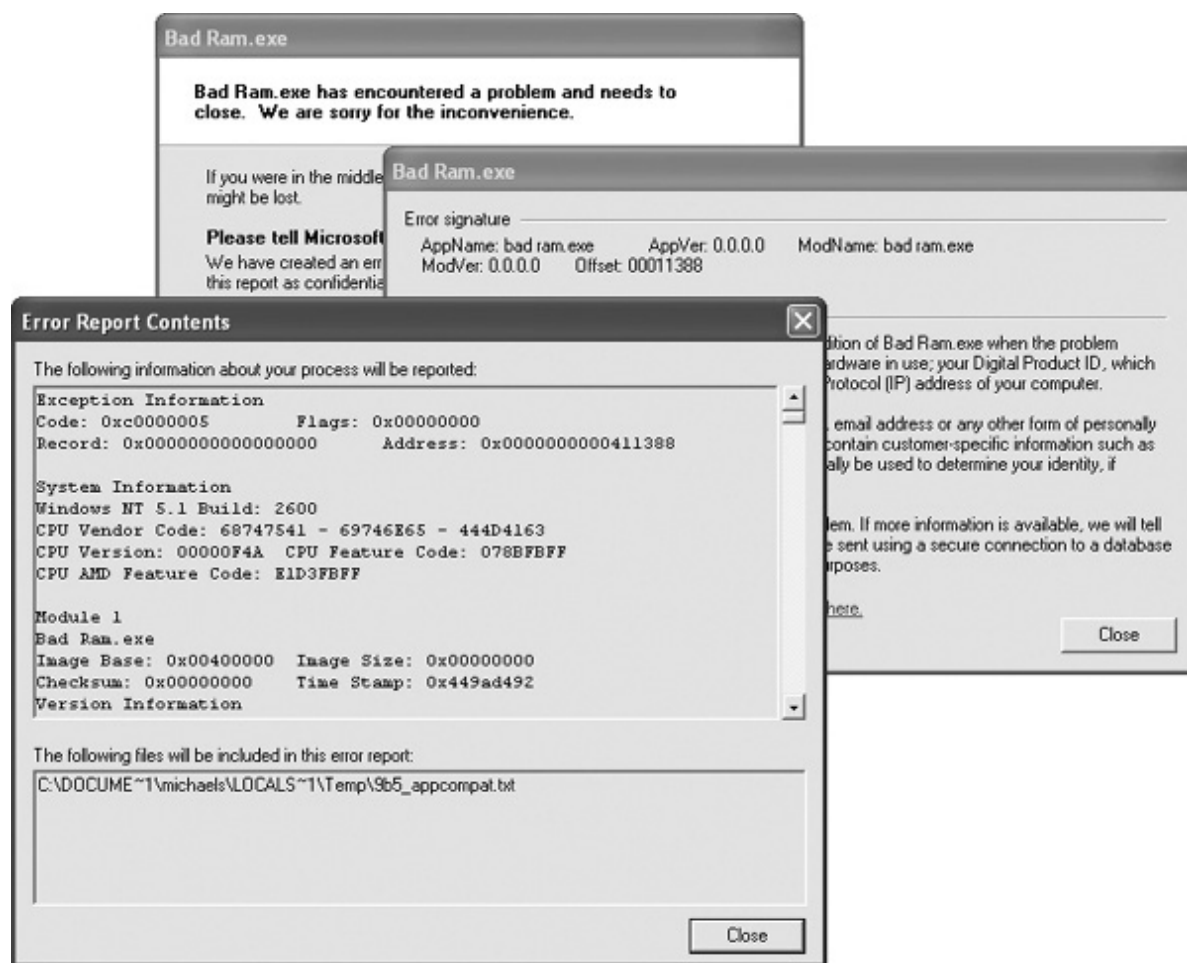 Bad Ram.exe
Bad Ram.exe has encountered a problem and needs to
close. We are sorry for the inconvenience.
If you were in the middle
might be lost.
Please tell Microsoft
We have created an err
this report as confidentia
Bad Ram.exe
Error signature
AppName: bad ram.exe AppVer: 0.0.0.0 ModName: bad ram.exe
ModVer: 0.0.0.0 Offset: 00011388
dition of Bad Ram.exe when the problem
ardware in use; your Digital Product ID, which
Protocol (IP) address of your computer.
, email address or any other form of personally
contain customer-specific information such as
ally be used to determine your identity, if
lem. If more information is available, we will tell
e sent using a secure connection to a database
urposes.
here.
Close
Error Report Contents
The following information about your process will be reported:
Exception Information
Code: 0xc0000005 Flags: 0x00000000
Record: 0x0000000000000000 Address: 0x0000000000411388
System Information
Windows NT 5.1 Build: 2600
CPU Vendor Code: 68747541 - 69746E65 - 444D4163
CPU Version: 00000F4A CPU Feature Code: 078BFBFF
CPU AMD Feature Code: E1D3FBFF
Module 1
Bad Ram.exe
Image Base: 0x00400000 Image Size: 0x00000000
Checksum: 0x00000000 Time Stamp: 0x449ad492
Version Information
The following files will be included in this error report:
C:\DOCUME~1\michaels\LOCALS~1\Temp\9b5_appcompat.txt
Close